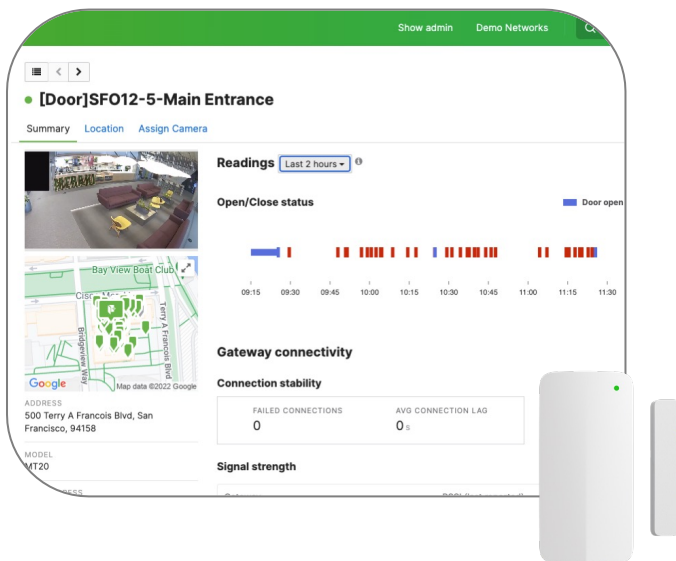 Show admin Demo Networks
[Door]SFO12-5-Main Entrance
Summary Location Assign Camera
Readings Last 2 hours
Open/Close status
Door open
09:15 09:30 09:45 10:00 10:15 10:30 10:45 11:00 11:15 11:30
Bay View Boat Club
Terry A Francois Blvd
Bridgeview Way
Google
Map data ©2022 Google
ADDRESS
500 Terry A Francois Blvd, San
Francisco, 94158
MODEL
MT20
Gateway connectivity
Connection stability
FAILED CONNECTIONS AVG CONNECTION LAG
0 0 s
Signal strength